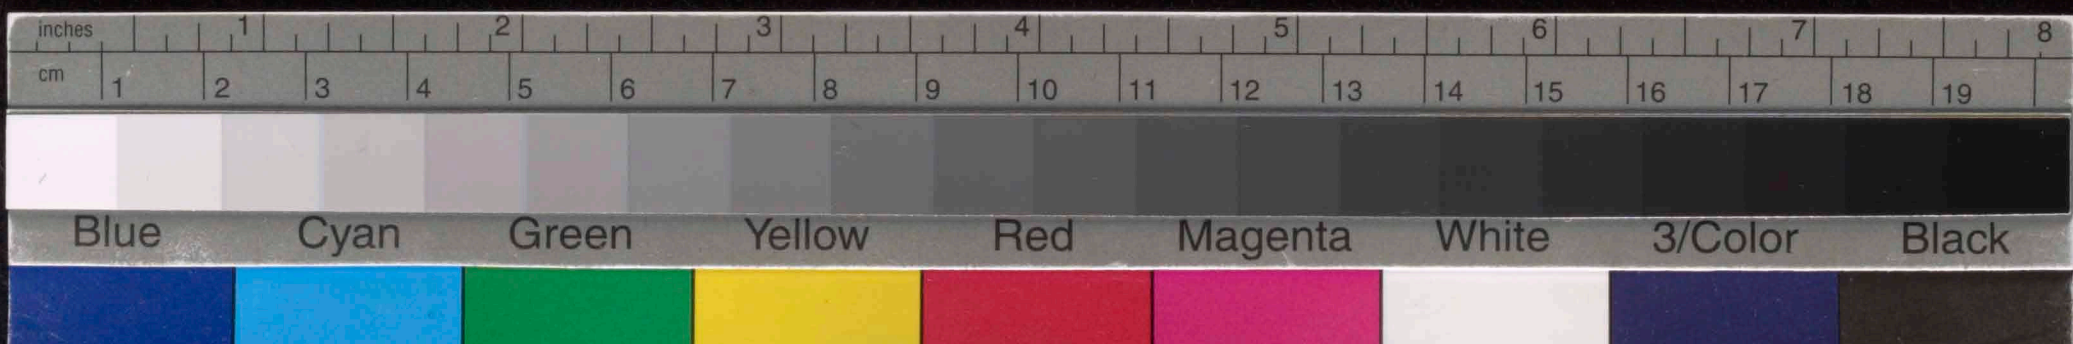 inches 1 2 3 4 5 6 7 8
cm 1 2 3 4 5 6 7 8 9 10 11 12 13 14 15 16 17 18 19
Blue Cyan Green Yellow Red Magenta White 3/Color Black